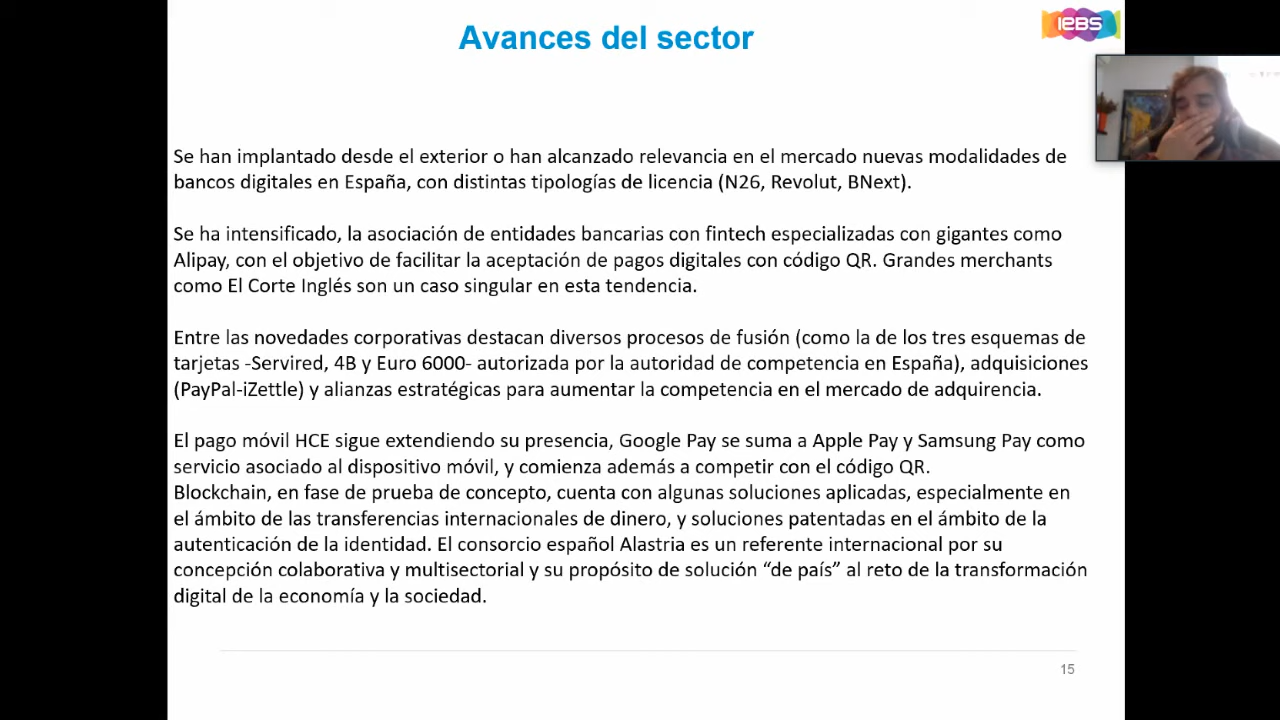 Avances del sector
iEBS
Se han implantado desde el exterior o han alcanzado relevancia en el mercado nuevas modalidades de
bancos digitales en España, con distintas tipologías de licencia (N26, Revolut, BNext).
Se ha intensificado, la asociación de entidades bancarias con fintech especializadas con gigantes como
Alipay, con el objetivo de facilitar la aceptación de pagos digitales con código QR. Grandes merchants
como El Corte Inglés son un caso singular en esta tendencia.
Entre las novedades corporativas destacan diversos procesos de fusión (como la de los tres esquemas de
tarjetas -Servired, 4B y Euro 6000- autorizada por la autoridad de competencia en España), adquisiciones
(PayPal-iZettle) y alianzas estratégicas para aumentar la competencia en el mercado de adquirencia.
El pago móvil HCE sigue extendiendo su presencia, Google Pay se suma a Apple Pay y Samsung Pay como
servicio asociado al dispositivo móvil, y comienza además a competir con el código QR.
Blockchain, en fase de prueba de concepto, cuenta con algunas soluciones aplicadas, especialmente en
el ámbito de las transferencias internacionales de dinero, y soluciones patentadas en el ámbito de la
autenticación de la identidad. El consorcio español Alastria es un referente internacional por su
concepción colaborativa y multisectorial y su propósito de solución “de país” al reto de la transformación
digital de la economía y la sociedad.
15